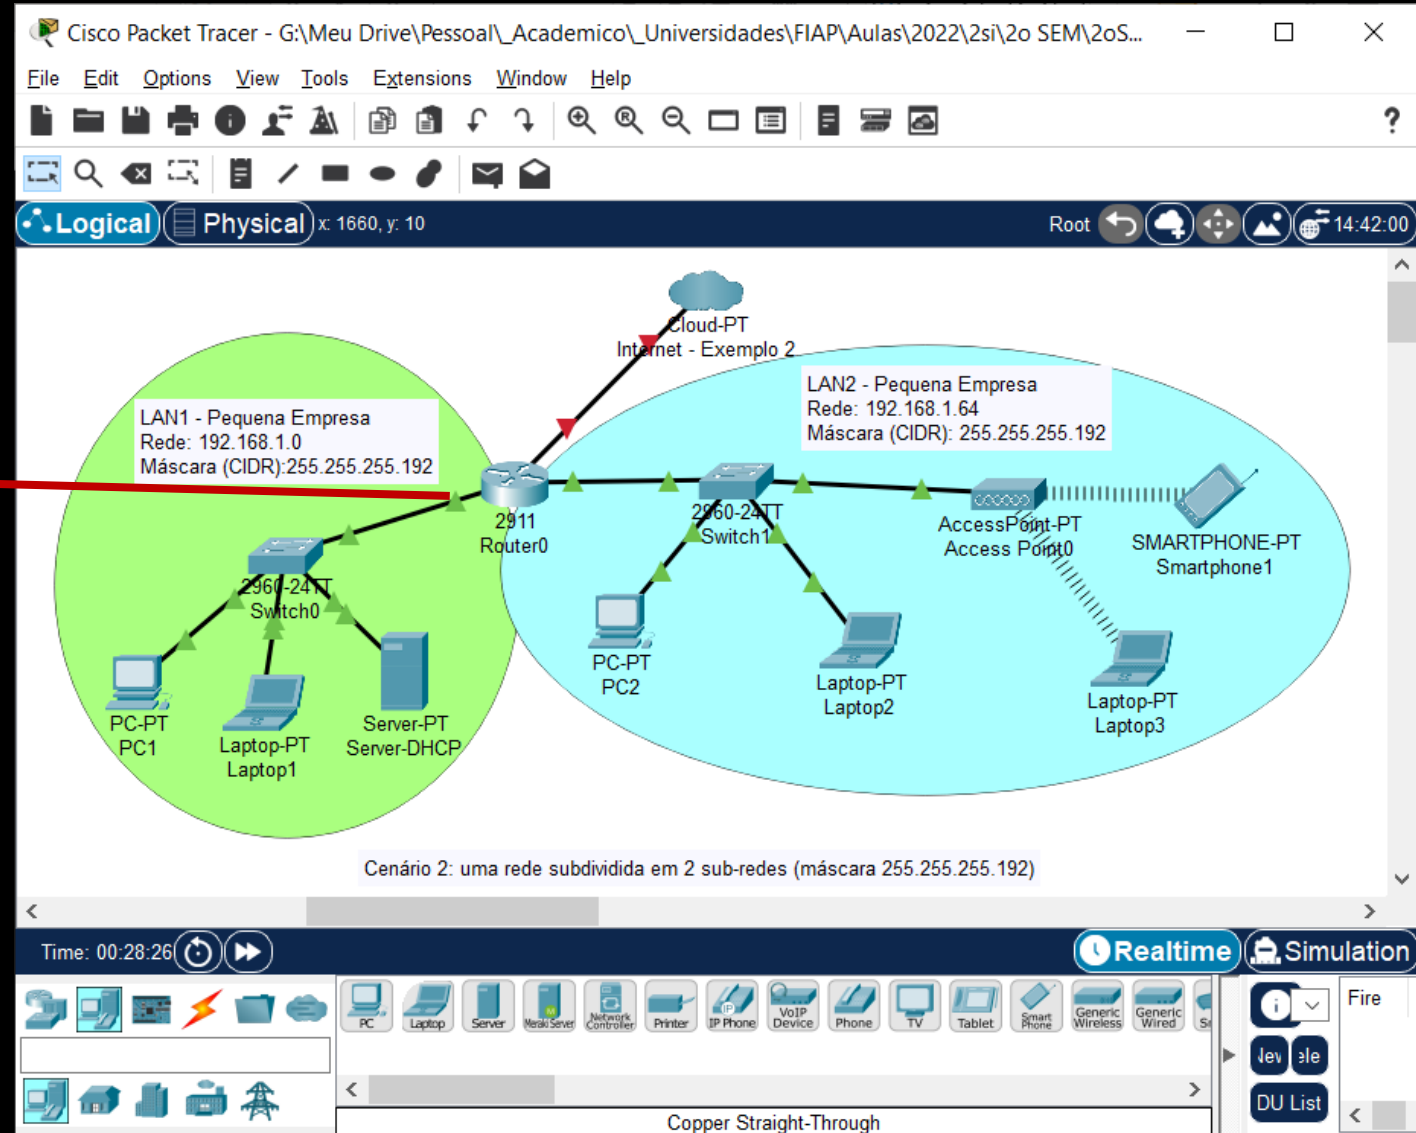 Cisco Packet Tracer - G:\Meu Drive\Pessoal\_Academico\_Universidades\FIAP\Aulas\2022\2si\2o SEM\2oS...
File Edit Options View Tools Extensions Window Help
?
Logical Physical x: 1660, y: 10 Root 14:42:00
Cloud-PT
Internet - Exemplo 2
LAN1 - Pequena Empresa
Rede: 192.168.1.0
Máscara (CIDR):255.255.255.192
LAN2 - Pequena Empresa
Rede: 192.168.1.64
Máscara (CIDR): 255.255.255.192
2911
Router0
2960-24TT
Switch1
AccessPoint-PT
Access Point0
SMARTPHONE-PT
Smartphone1
2960-24TT
Switch0
PC-PT
PC1
Laptop-PT
Laptop1
Server-PT
Server-DHCP
PC-PT
PC2
Laptop-PT
Laptop2
Laptop-PT
Laptop3
Cenário 2: uma rede subdividida em 2 sub-redes (máscara 255.255.255.192)
Time: 00:28:26 Realtime Simulation
PC Laptop Server Meraki Server Network Controller Printer IP Phone VoIP Device Phone TV Tablet Smart Phone Generic Wireless Generic Wired
Fire
DU List
Copper Straight-Through